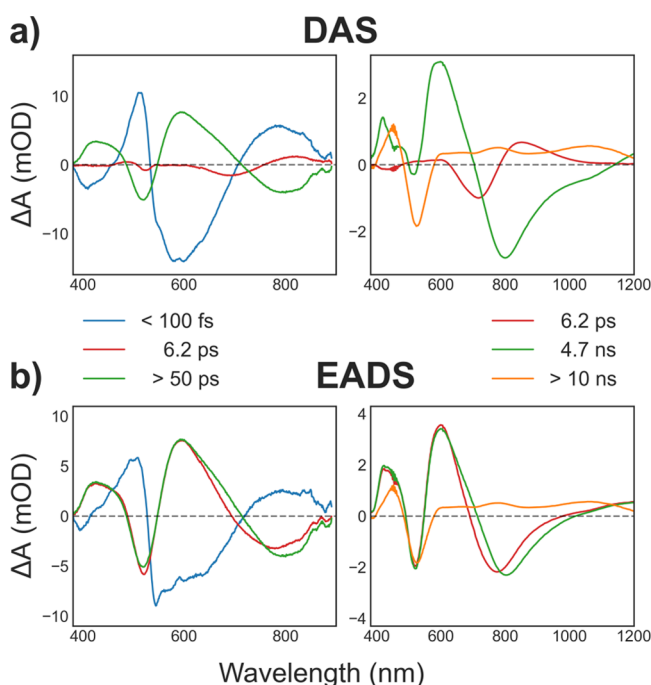 a) DAS
ΔA (mOD)
10
0
−10
400 600 800
2
0
−2
400 600 800 1000 1200
< 100 fs
6.2 ps
> 50 ps
6.2 ps
4.7 ns
> 10 ns
b) EADS
ΔA (mOD)
10
5
0
−5
−10
400 600 800
4
2
0
−2
−4
400 600 800 1000 1200
Wavelength (nm)